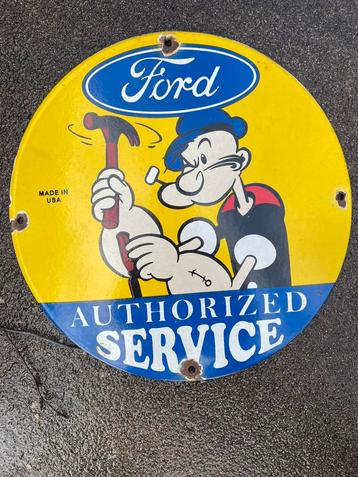 Ford
MADE IN
USA
AUTHORIZED
SERVICE